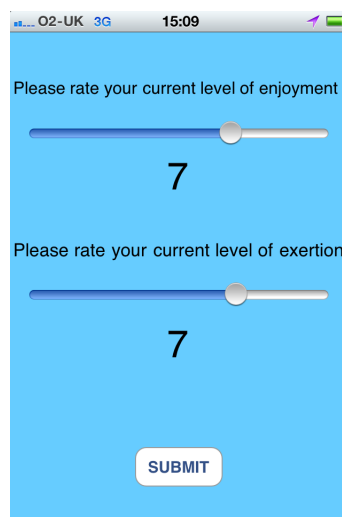 O2-UK 3G 15:09
Please rate your current level of enjoyment
7
Please rate your current level of exertion
7
SUBMIT